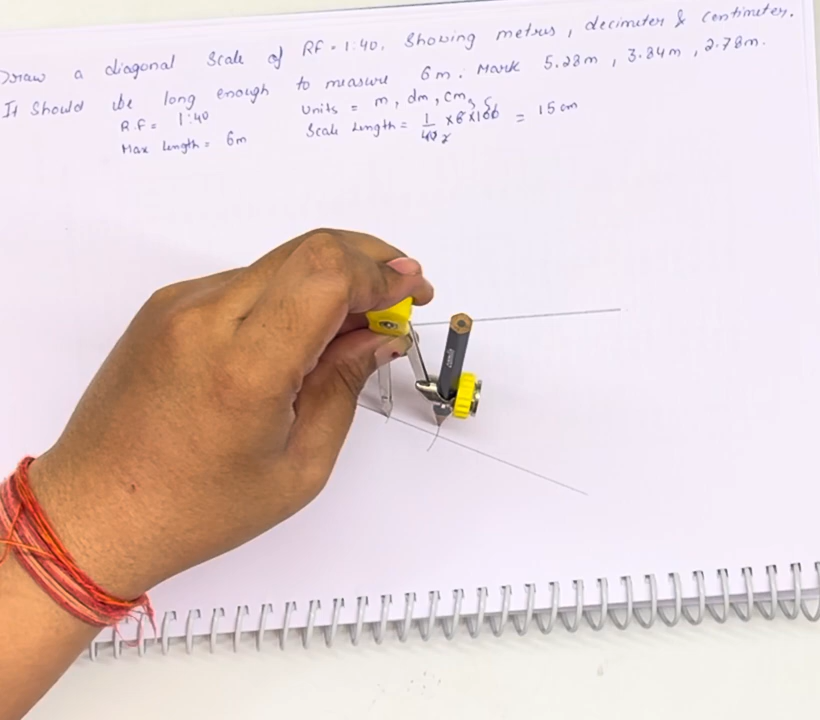 Draw a diagonal Scale of RF = 1:40. Showing metres, decimeter & centimeter.
It Should be long enough to measure 6m. Mark 5.28m, 3.84m, 2.78m.
R.F = 1:40 Units = m, dm, cm
Max Length = 6m Scale Length = 1/40 × 6 × 100 = 15 cm